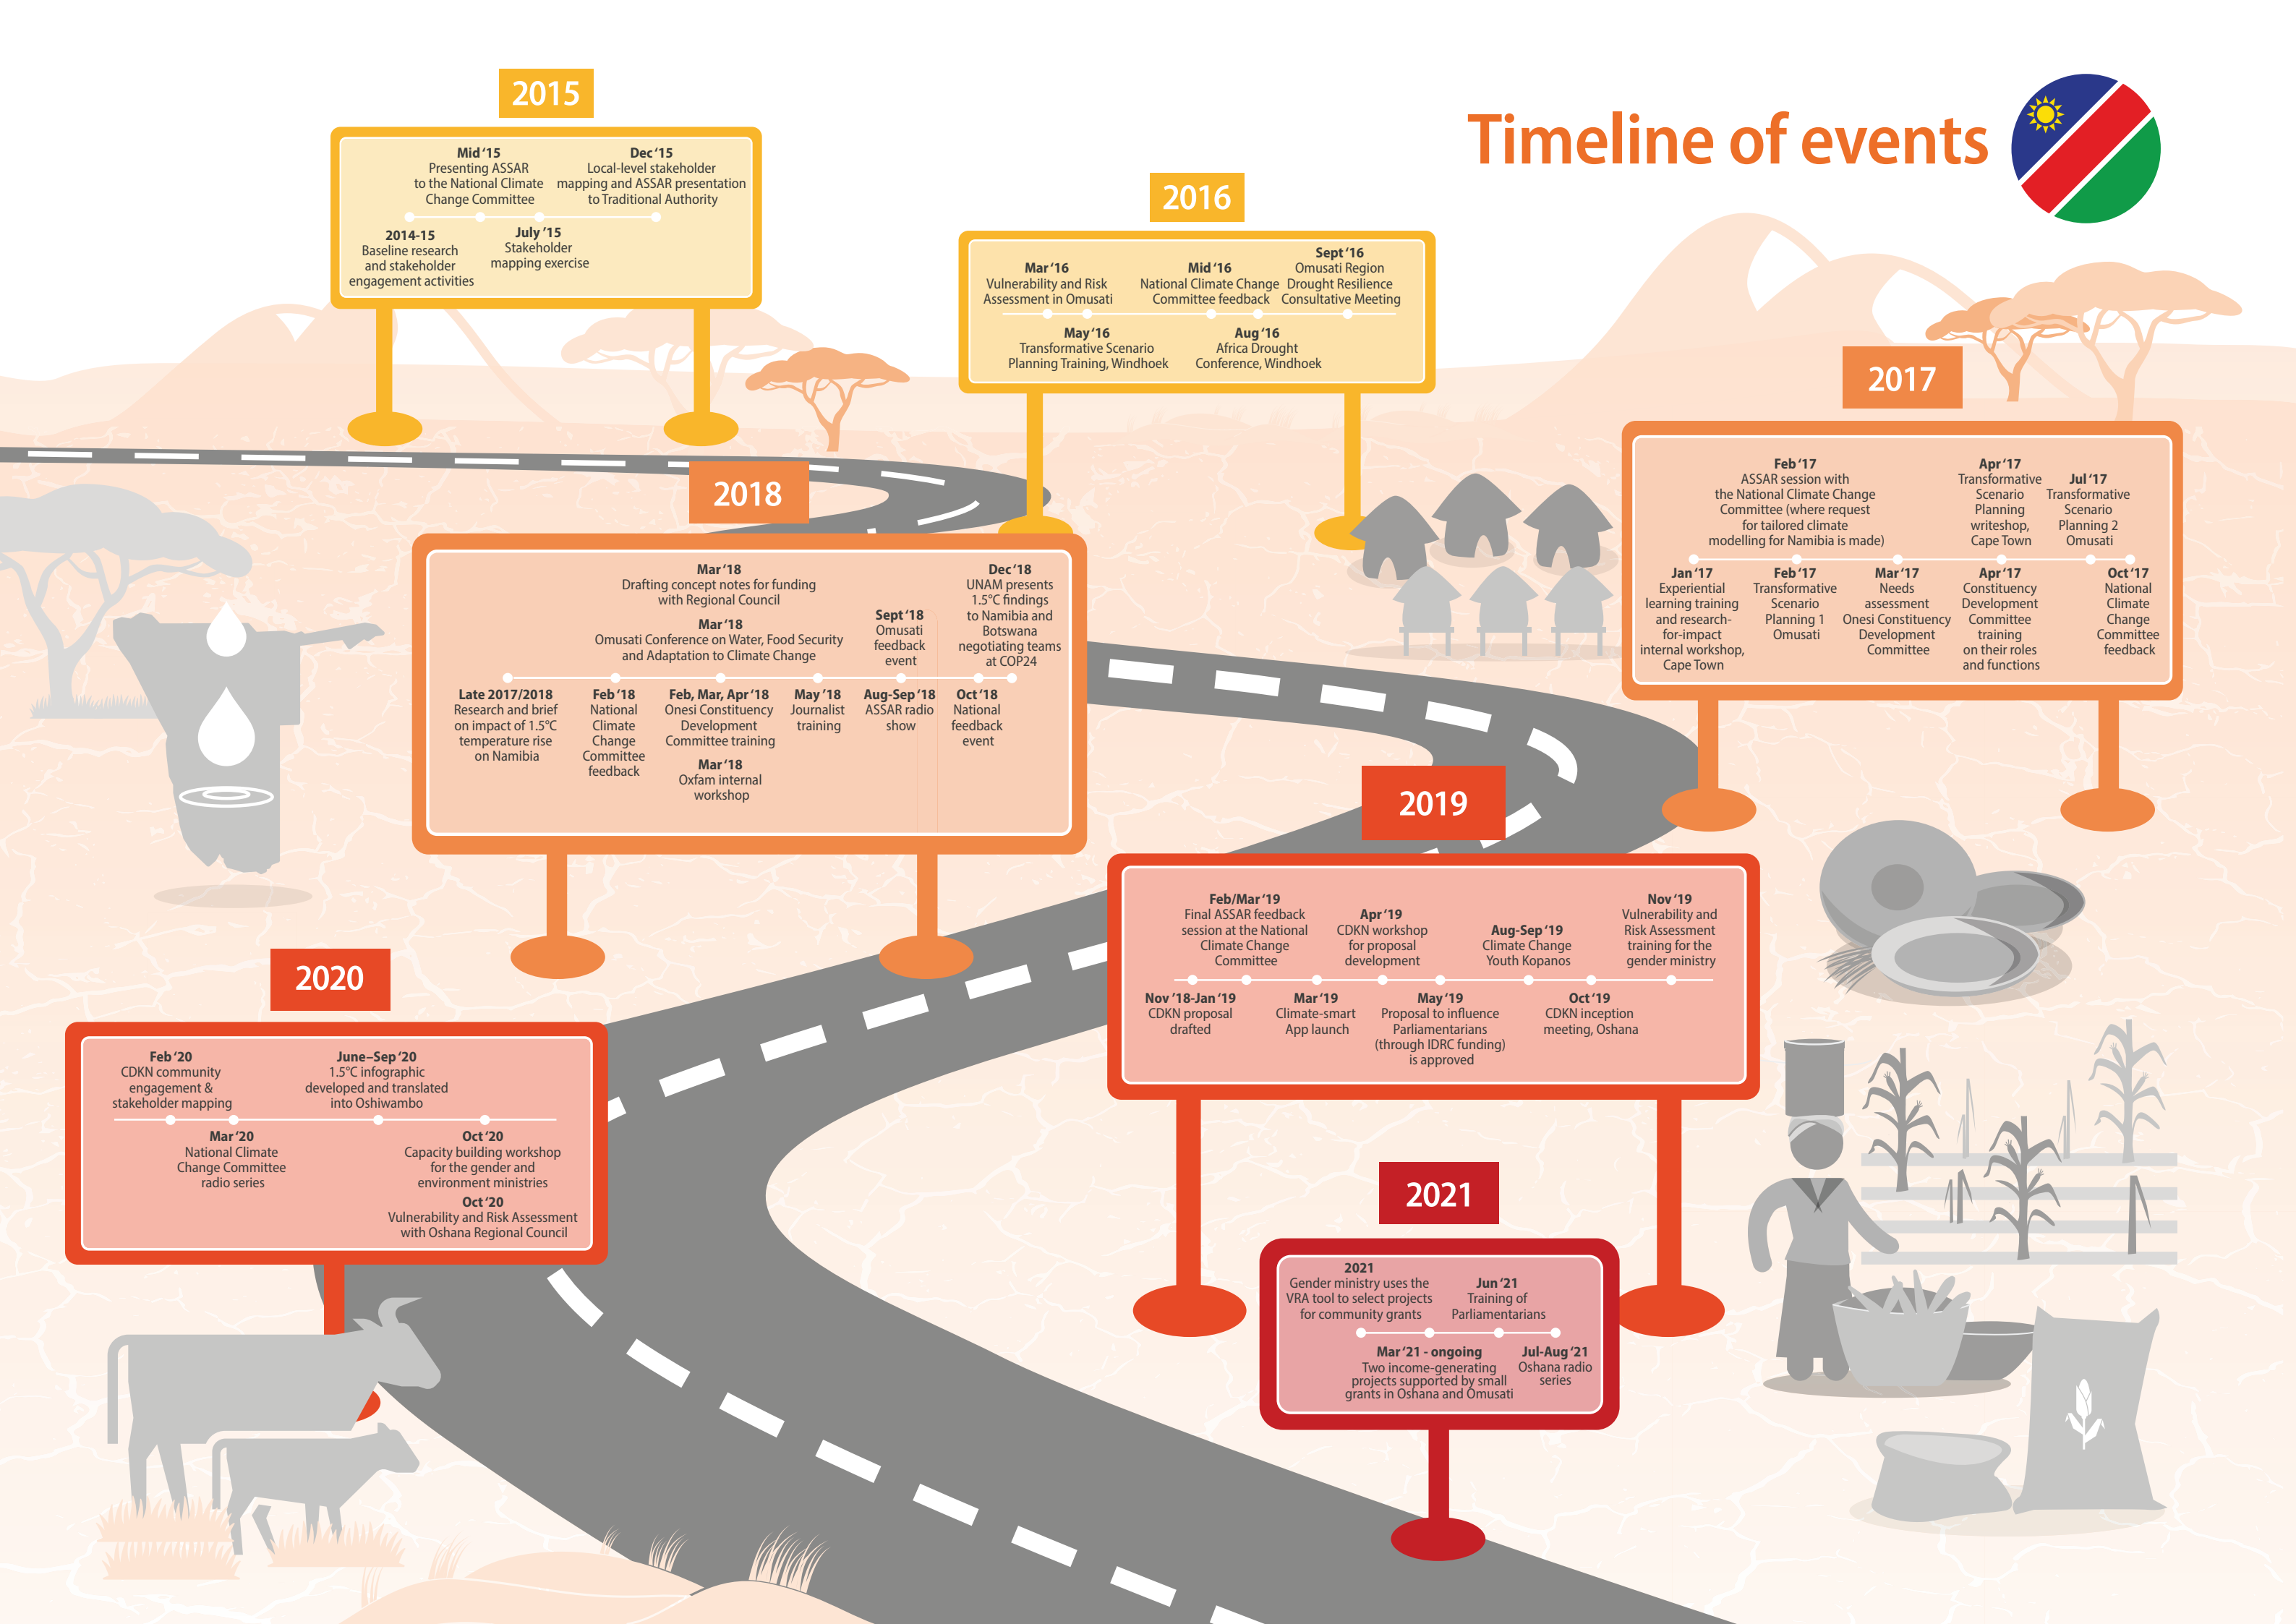 Timeline of events
2015
Mid ‘15
Presenting ASSAR
to the National Climate
Change Committee
Dec ‘15
Local-level stakeholder
mapping and ASSAR presentation
to Traditional Authority
2014-15
Baseline research
and stakeholder
engagement activities
July ’15
Stakeholder
mapping exercise
2016
Mar ‘16
Vulnerability and Risk
Assessment in Omusati
Mid ‘16
National Climate Change
Committee feedback
Sept ‘16
Omusati Region
Drought Resilience
Consultative Meeting
May ‘16
Transformative Scenario
Planning Training, Windhoek
Aug ‘16
Africa Drought
Conference, Windhoek
2017
Feb ‘17
ASSAR session with
the National Climate Change
Committee (where request
for tailored climate
modelling for Namibia is made)
Apr ‘17
Transformative
Scenario
Planning
writeshop,
Cape Town
Jul ‘17
Transformative
Scenario
Planning 2
Omusati
Jan ‘17
Experiential
learning training
and research-
for-impact
internal workshop,
Cape Town
Feb ‘17
Transformative
Scenario
Planning 1
Omusati
Mar ‘17
Needs
assessment
Onesi Constituency
Development
Committee
Apr ‘17
Constituency
Development
Committee
training
on their roles
and functions
Oct ‘17
National
Climate
Change
Committee
feedback
2018
Mar ‘18
Drafting concept notes for funding
with Regional Council
Mar ‘18
Omusati Conference on Water, Food Security
and Adaptation to Climate Change
Sept ‘18
Omusati
feedback
event
Dec ‘18
UNAM presents
1.5°C findings
to Namibia and
Botswana
negotiating teams
at COP24
Late 2017/2018
Research and brief
on impact of 1.5°C
temperature rise
on Namibia
Feb ‘18
National
Climate
Change
Committee
feedback
Feb, Mar, Apr ‘18
Onesi Constituency
Development
Committee training
Mar ‘18
Oxfam internal
workshop
May ’18
Journalist
training
Aug-Sep ‘18
ASSAR radio
show
Oct ‘18
National
feedback
event
2019
Feb/Mar ‘19
Final ASSAR feedback
session at the National
Climate Change
Committee
Apr ‘19
CDKN workshop
for proposal
development
Aug-Sep ‘19
Climate Change
Youth Kopanos
Nov ‘19
Vulnerability and
Risk Assessment
training for the
gender ministry
Nov ’18-Jan ‘19
CDKN proposal
drafted
Mar ‘19
Climate-smart
App launch
May ‘19
Proposal to influence
Parliamentarians
(through IDRC funding)
is approved
Oct ‘19
CDKN inception
meeting, Oshana
2020
Feb ‘20
CDKN community
engagement &
stakeholder mapping
June–Sep ‘20
1.5°C infographic
developed and translated
into Oshiwambo
Mar ‘20
National Climate
Change Committee
radio series
Oct ‘20
Capacity building workshop
for the gender and
environment ministries
Oct ‘20
Vulnerability and Risk Assessment
with Oshana Regional Council
2021
2021
Gender ministry uses the
VRA tool to select projects
for community grants
Jun ‘21
Training of
Parliamentarians
Mar ‘21 - ongoing
Two income-generating
projects supported by small
grants in Oshana and Omusati
Jul-Aug ‘21
Oshana radio
series